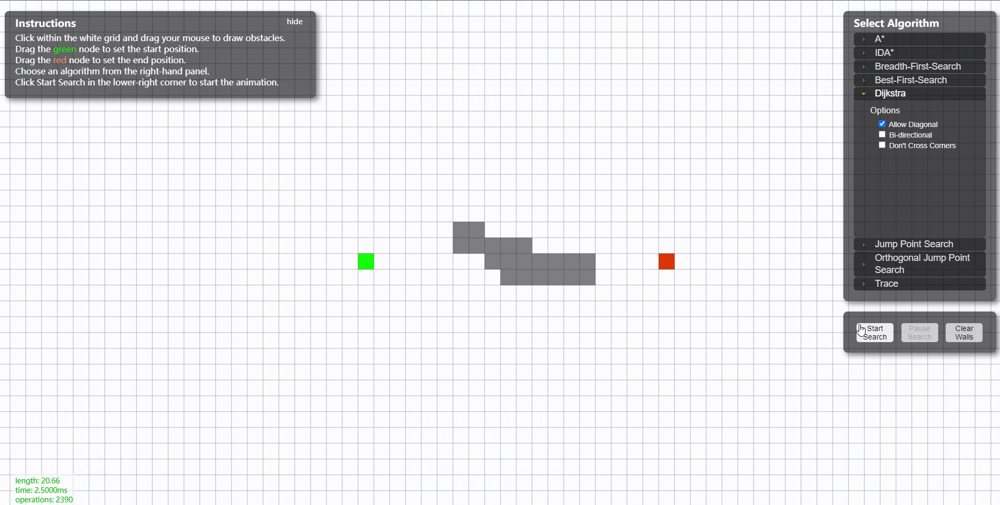 Instructions
hide
Click within the white grid and drag your mouse to draw obstacles.
Drag the green node to set the start position.
Drag the red node to set the end position.
Choose an algorithm from the right-hand panel.
Click Start Search in the lower-right corner to start the animation.
Select Algorithm
A*
IDA*
Breadth-First-Search
Best-First-Search
Dijkstra
Options
Allow Diagonal
Bi-directional
Don't Cross Corners
Jump Point Search
Orthogonal Jump Point
Search
Trace
Start
Search
Pause
Search
Clear
Walls
length: 20.66
time: 2.5000ms
operations: 2390